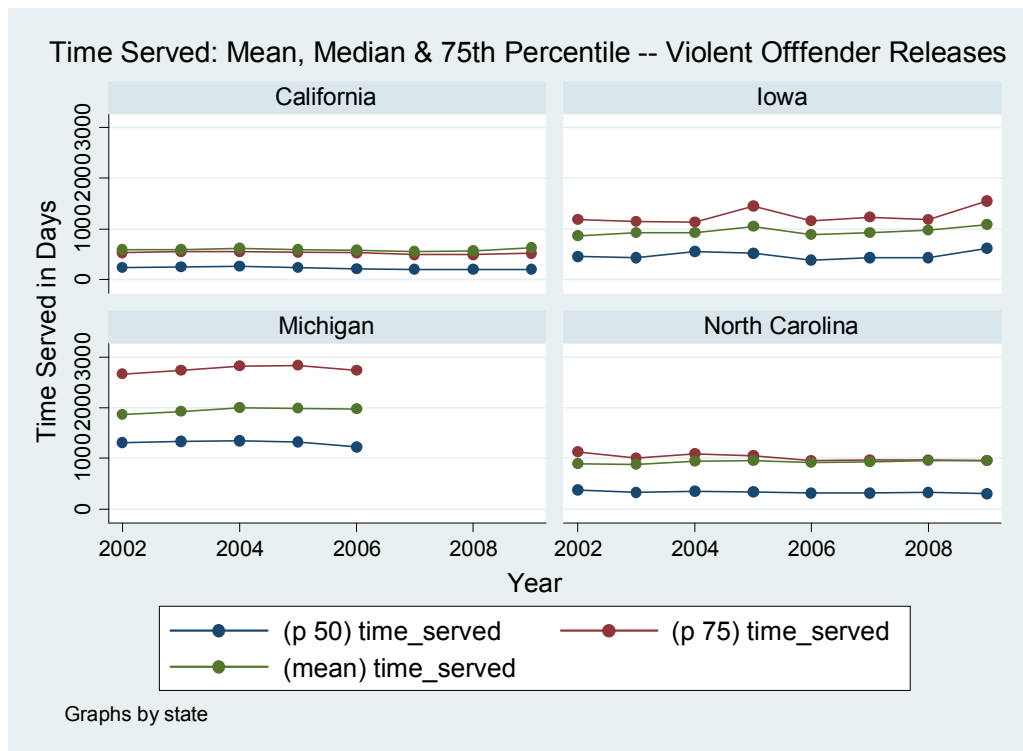 Time Served: Mean, Median & 75th Percentile -- Violent Offfender Releases
California
Iowa
3000
2000
1000
0
Michigan
North Carolina
3000
2000
1000
0
Time Served in Days
2002 2004 2006 2008 2002 2004 2006 2008
Year
(p 50) time_served (p 75) time_served
(mean) time_served
Graphs by state